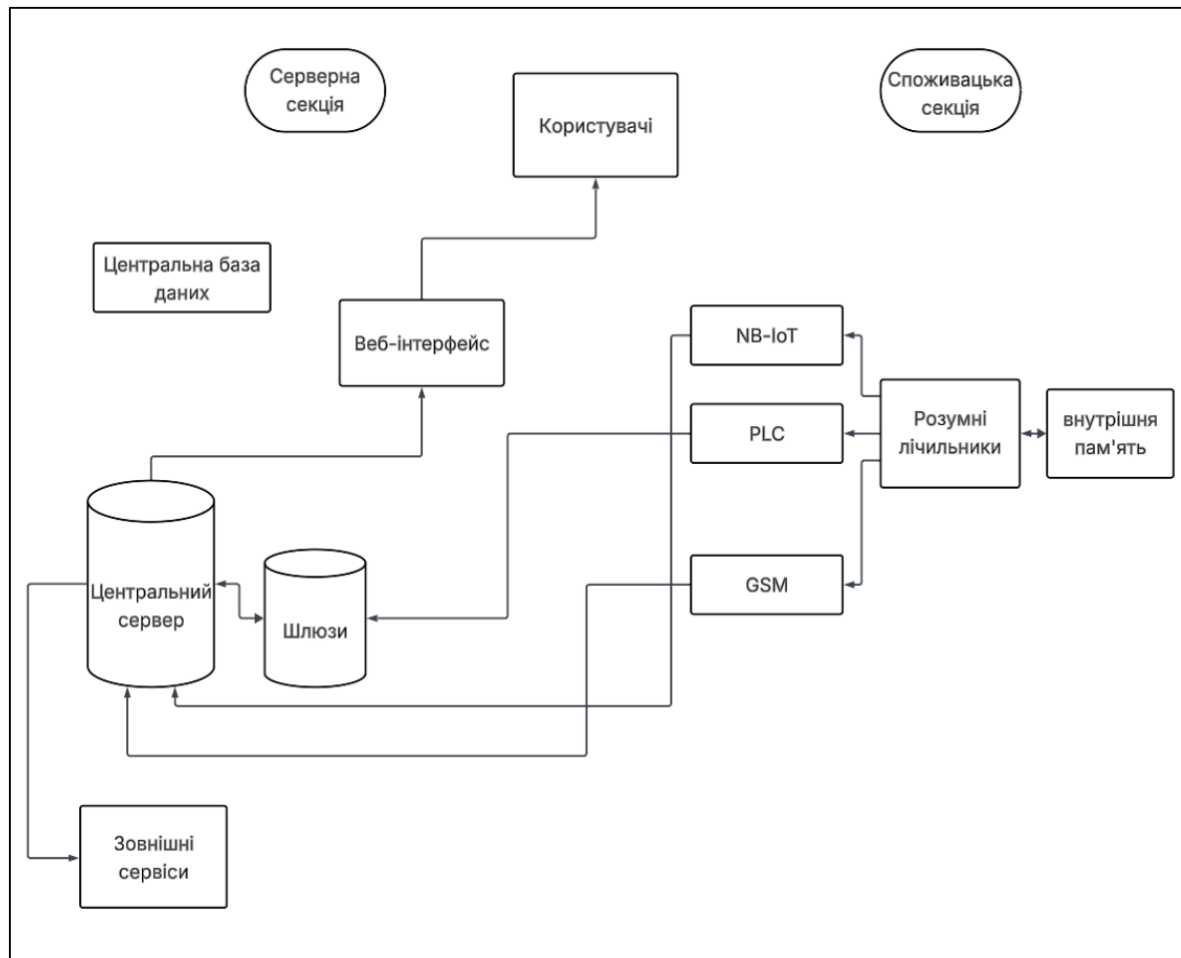 Серверна
секція
Споживацька
секція
Користувачі
Центральна база
даних
Веб-інтерфейс
NB-IoT
PLC
Розумні
лічильники
внутрішня
пам'ять
GSM
Центральний
сервер
Шлюзи
Зовнішні
сервіси